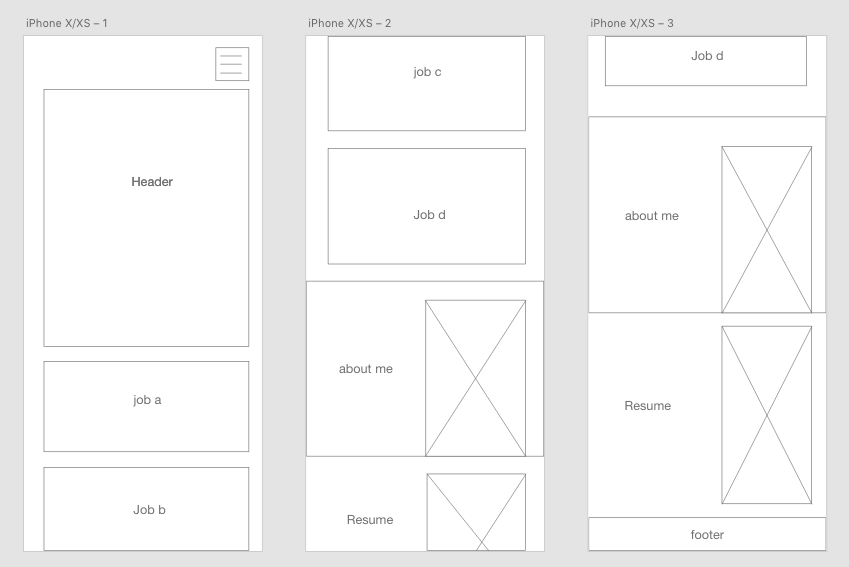 iPhone X/XS – 1
Header
job a
Job b
iPhone X/XS – 2
job c
Job d
about me
Resume
iPhone X/XS – 3
Job d
about me
Resume
footer